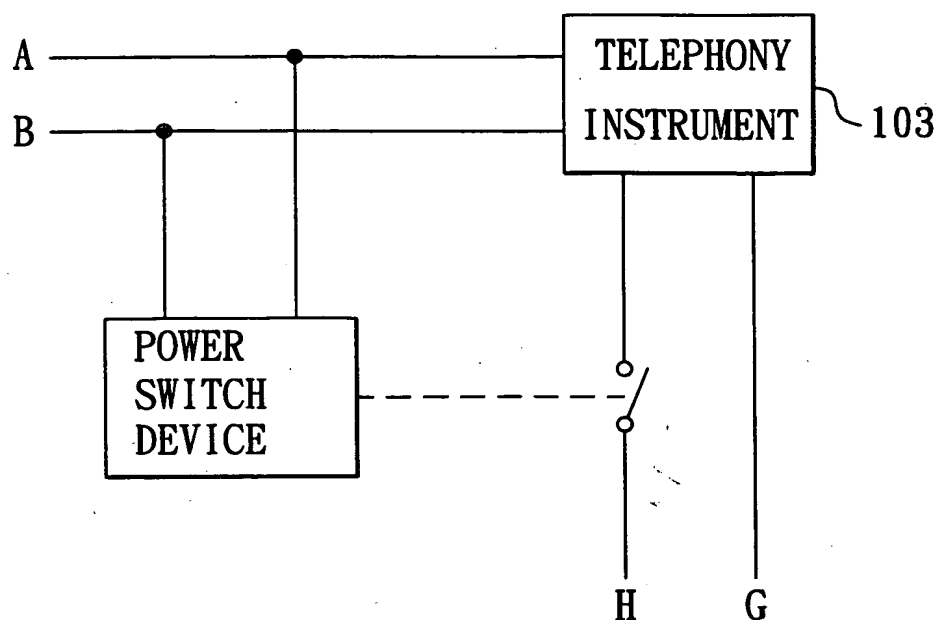 A
TELEPHONY
INSTRUMENT
103
B
POWER
SWITCH
DEVICE
H G